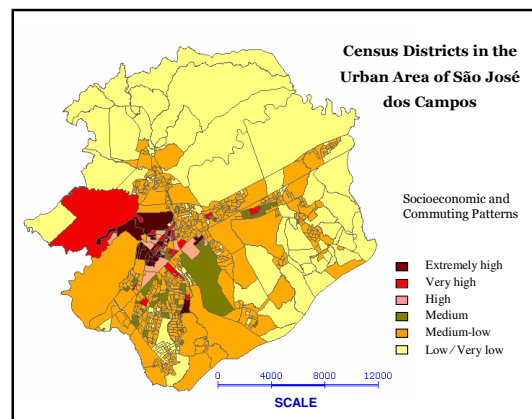 Census Districts in the
Urban Area of São José
dos Campos
Socioeconomic and
Commuting Patterns
Extremely high
Very high
High
Medium
Medium-low
Low/Very low
0 4000 8000 12000
SCALE